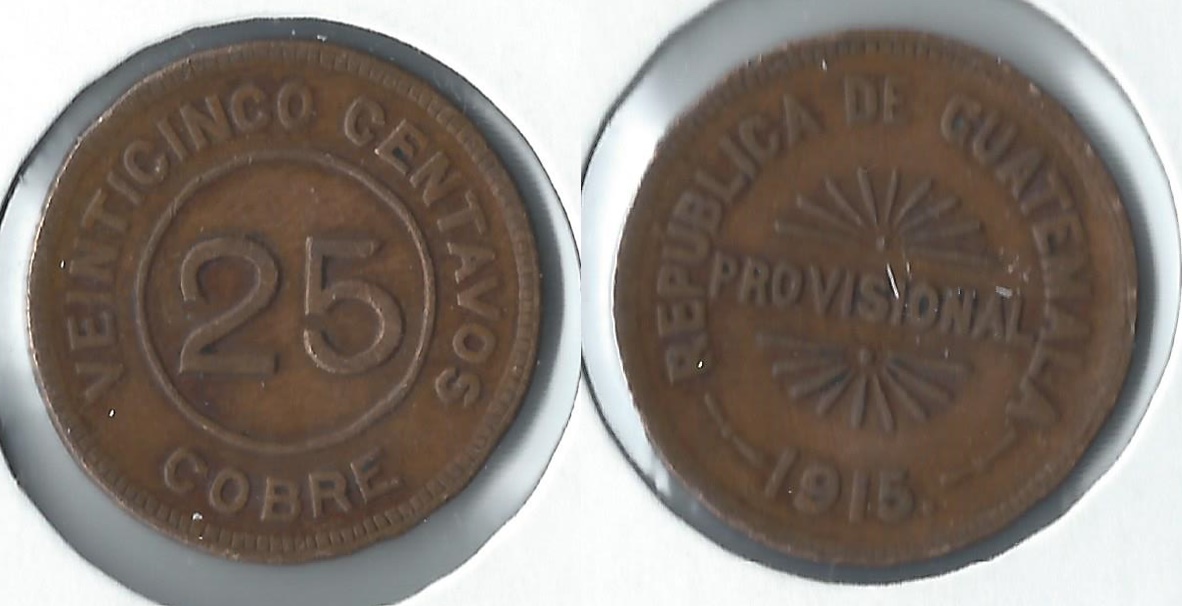 VEINTICINCO CENTAVOS
25
COBRE
REPUBLICA DE GUATEMALA
PROVISIONAL
1915.